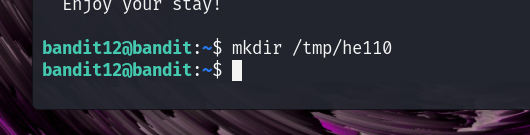 Enjoy your stay!
bandit12@bandit:~$ mkdir /tmp/he110
bandit12@bandit:~$